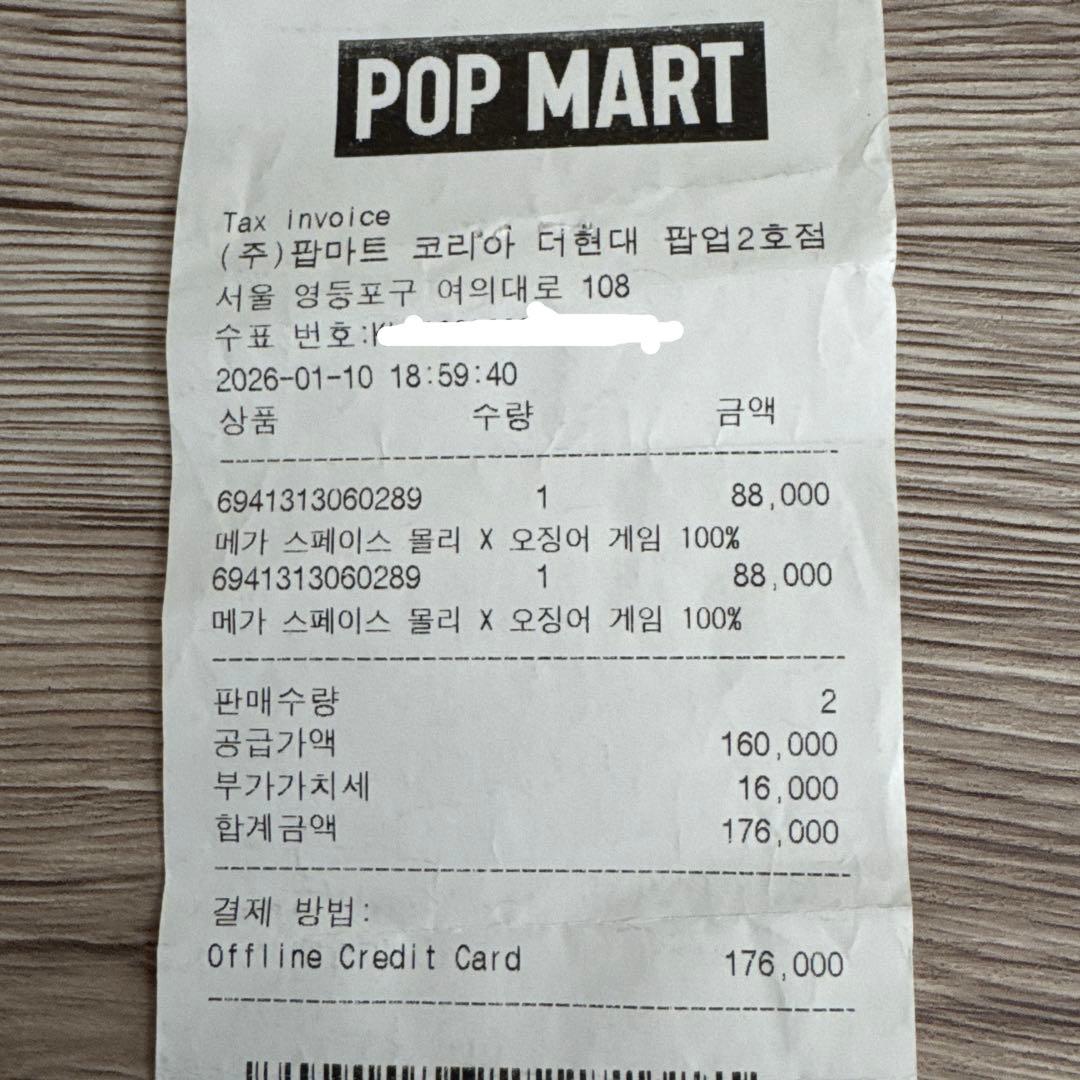 POP MART
Tax invoice
(주)팝마트 코리아 더현대 팝업2호점
서울 영등포구 여의대로 108
수표 번호:
2026-01-10 18:59:40
상품 수량 금액
6941313060289 1 88,000
메가 스페이스 몰리 X 오징어 게임 100%
6941313060289 1 88,000
메가 스페이스 몰리 X 오징어 게임 100%
판매수량 2
공급가액 160,000
부가가치세 16,000
합계금액 176,000
결제 방법:
Offline Credit Card 176,000